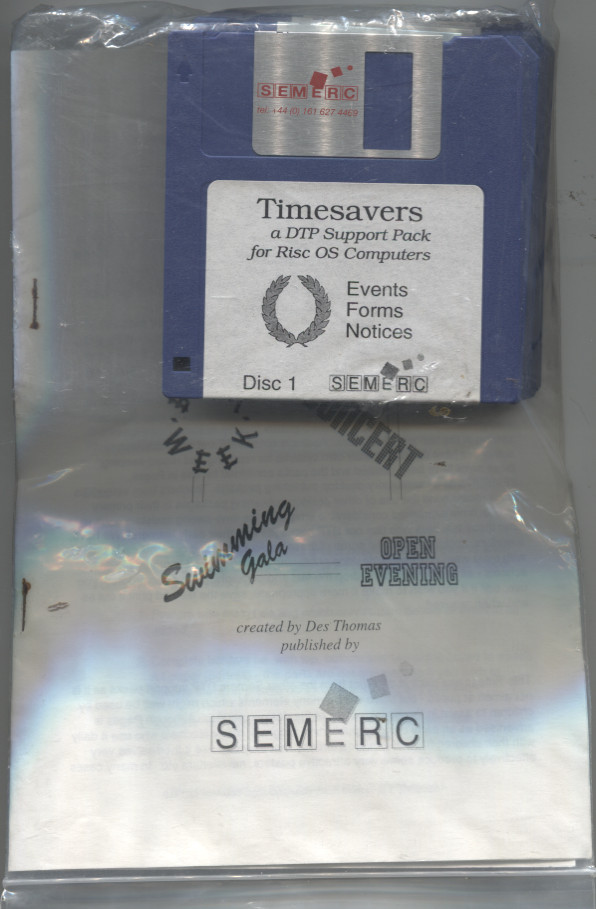 SEMERC
Tel: +44 (0) 161 627 4469
Timesavers
a DTP Support Pack
for Risc OS Computers
Events
Forms
Notices
Disc 1 SEMERC
WEEK
CONCERT
Swimming
Gala
OPEN
EVENING
created by Des Thomas
published by
SEMERC